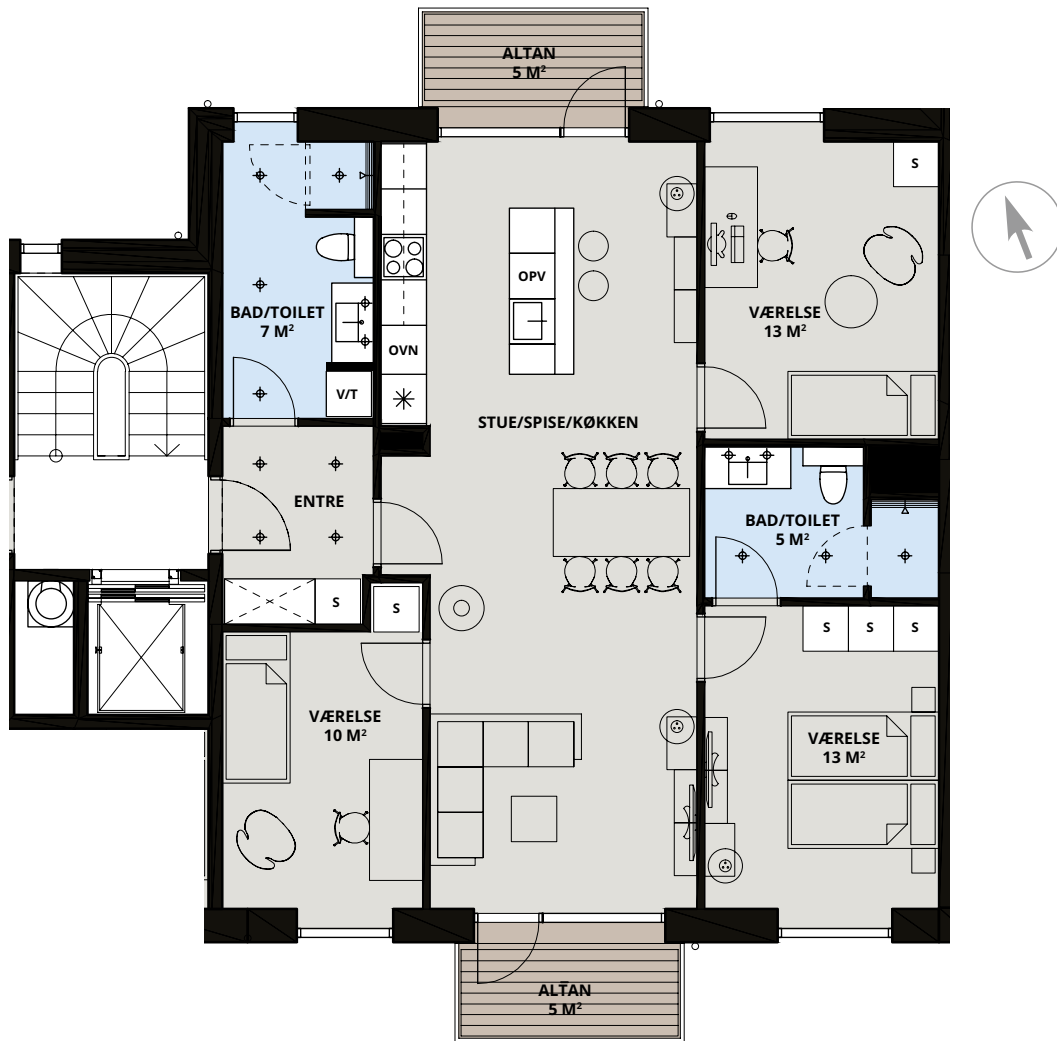 ALTAN
5 M²
S
OPV
BAD/TOILET
7 M²
VÆRELSE
13 M²
OVN
V/T
STUE/SPISE/KØKKEN
ENTRE
BAD/TOILET
5 M²
S
S
S
S
S
VÆRELSE
10 M²
VÆRELSE
13 M²
ALTAN
5 M²